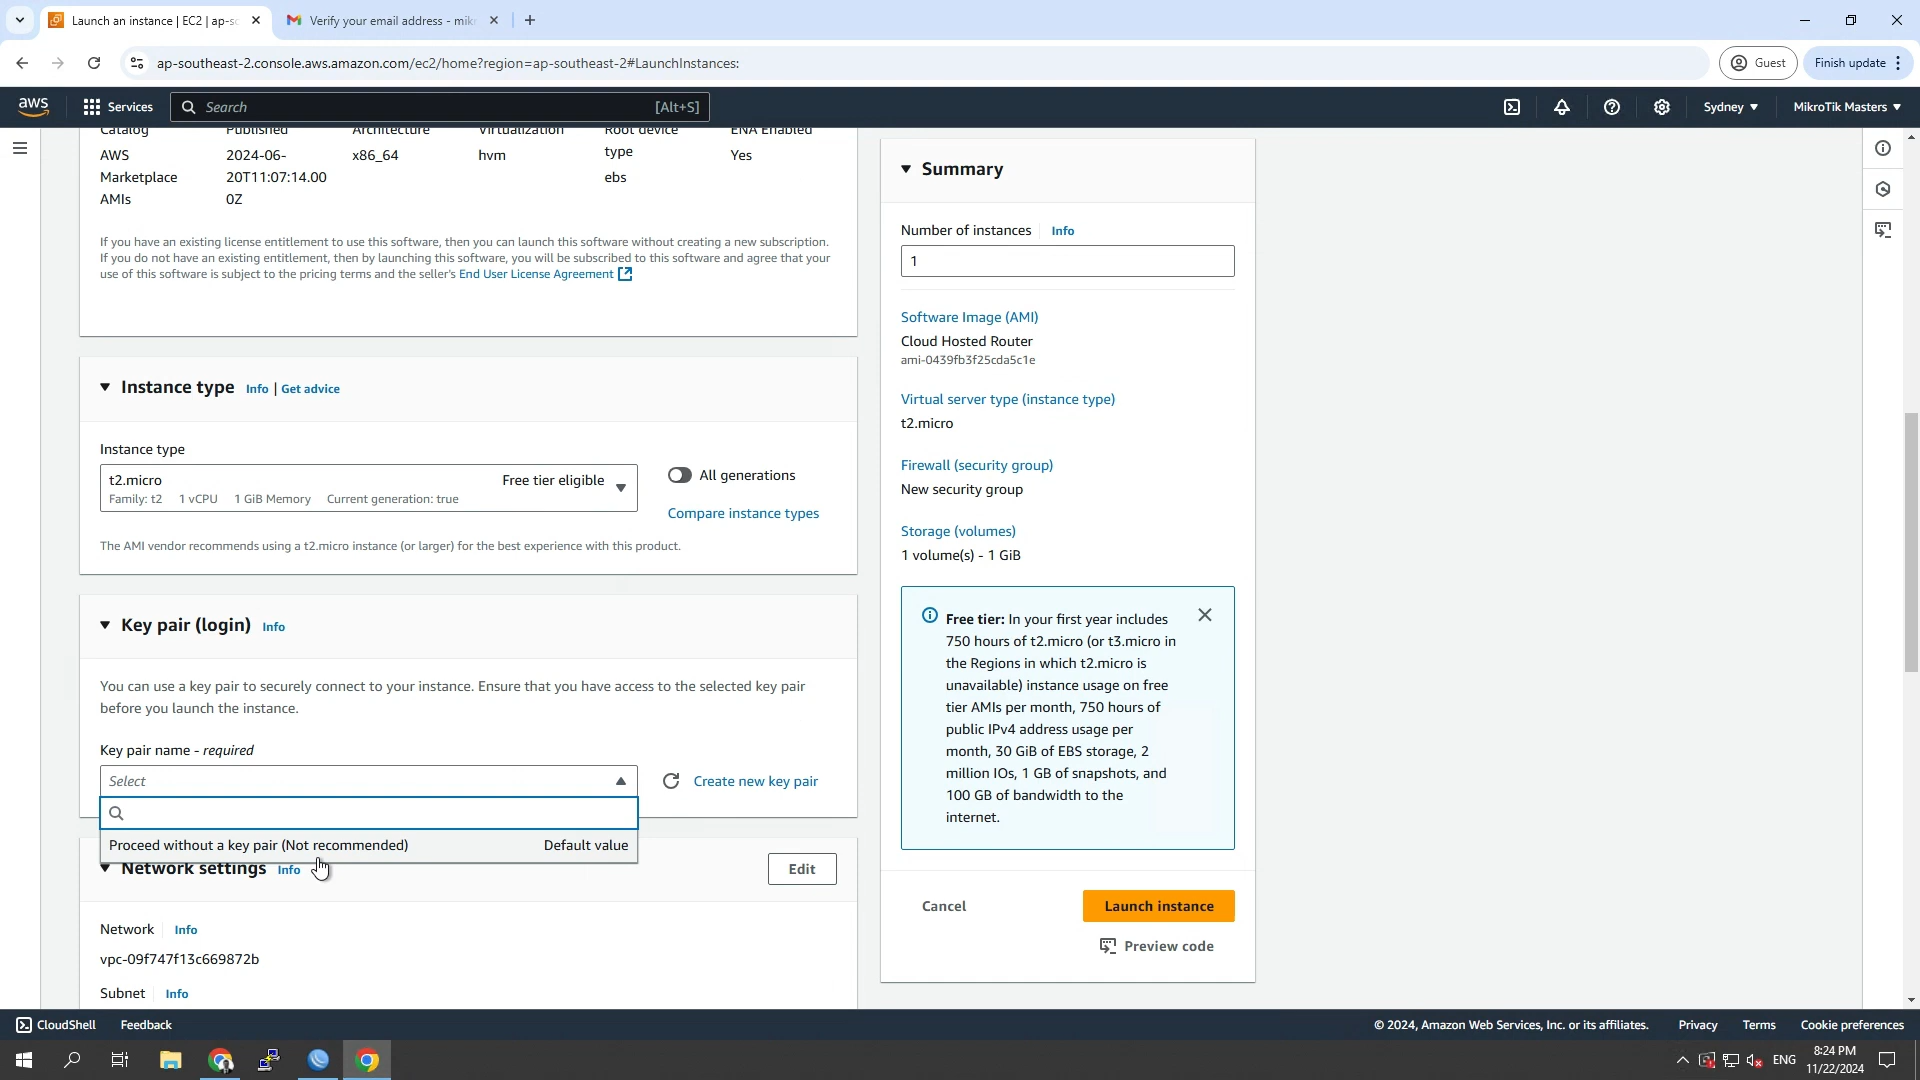 Launch an instance | EC2 | ap-so
Verify your email address - mik
ap-southeast-2.console.aws.amazon.com/ec2/home?region=ap-southeast-2#LaunchInstances:
Guest
Finish update
aws
Services
Search
[Alt+S]
Sydney
MikroTik Masters
Catalog
Published
Architecture
Virtualization
Root device
ENA Enabled
AWS
2024-06-
x86_64
hvm
type
Yes
Marketplace
20T11:07:14.00
ebs
AMIs
0Z
If you have an existing license entitlement to use this software, then you can launch this software without creating a new subscription.
If you do not have an existing entitlement, then by launching this software, you will be subscribed to this software and agree that your
use of this software is subject to the pricing terms and the seller's End User License Agreement
Instance type Info | Get advice
Instance type
t2.micro
Free tier eligible
Family: t2 1 vCPU 1 GiB Memory Current generation: true
All generations
Compare instance types
The AMI vendor recommends using a t2.micro instance (or larger) for the best experience with this product.
Key pair (login) Info
You can use a key pair to securely connect to your instance. Ensure that you have access to the selected key pair
before you launch the instance.
Key pair name - required
Select
Create new key pair
Proceed without a key pair (Not recommended)
Default value
Network settings Info
Edit
Network Info
vpc-09f747f13c669872b
Subnet Info
Summary
Number of instances Info
1
Software Image (AMI)
Cloud Hosted Router
ami-0439fb3f25cda5c1e
Virtual server type (instance type)
t2.micro
Firewall (security group)
New security group
Storage (volumes)
1 volume(s) - 1 GiB
Free tier: In your first year includes
750 hours of t2.micro (or t3.micro in
the Regions in which t2.micro is
unavailable) instance usage on free
tier AMIs per month, 750 hours of
public IPv4 address usage per
month, 30 GiB of EBS storage, 2
million IOs, 1 GB of snapshots, and
100 GB of bandwidth to the
internet.
Cancel
Launch instance
Preview code
CloudShell
Feedback
© 2024, Amazon Web Services, Inc. or its affiliates.
Privacy
Terms
Cookie preferences
ENG
8:24 PM
11/22/2024